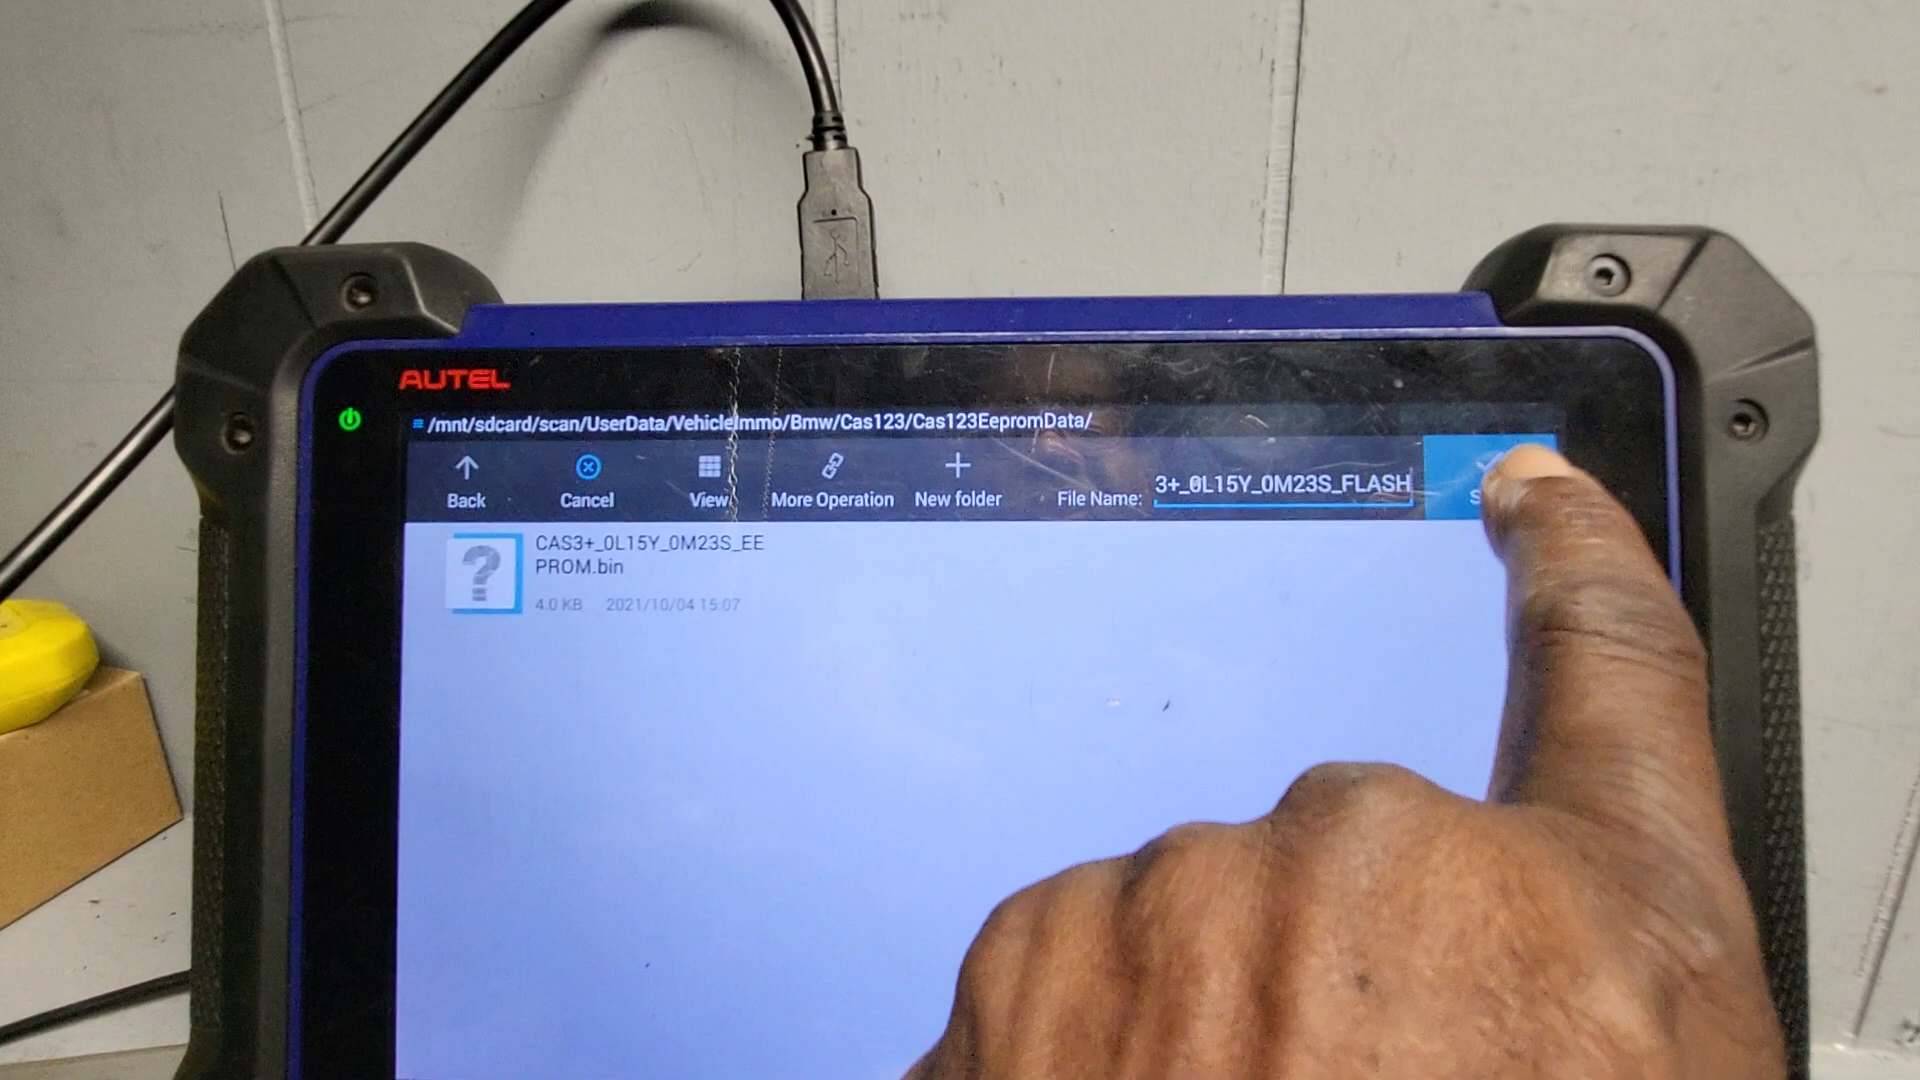 AUTEL
/mnt/sdcard/scan/UserData/VehicleImmo/Bmw/Cas123/Cas123EepromData/
Back
Cancel
View
More Operation
New folder
File Name:
3+_0L15Y_0M23S_FLASH
CAS3+_0L15Y_0M23S_EE
PROM.bin
4.0 KB 2021/10/04 15:07